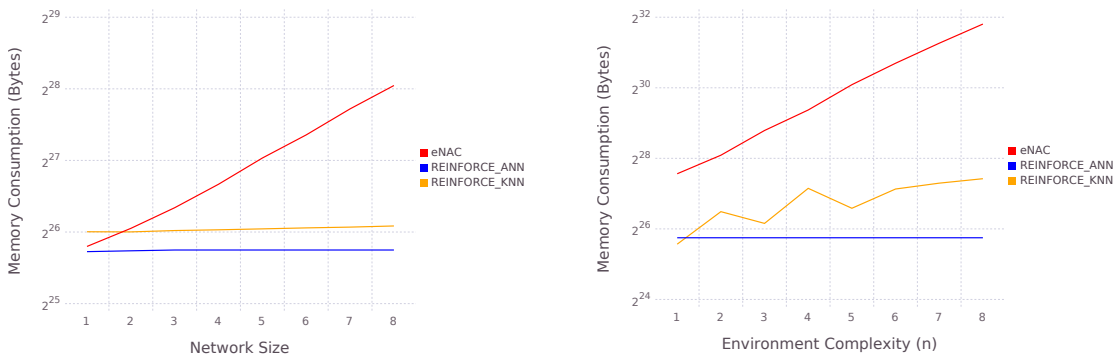 2^29
2^28
2^27
2^26
2^25
Memory Consumption (Bytes)
1 2 3 4 5 6 7 8
Network Size
eNAC
REINFORCE_ANN
REINFORCE_KNN
2^32
2^30
2^28
2^26
2^24
Memory Consumption (Bytes)
1 2 3 4 5 6 7 8
Environment Complexity (n)
eNAC
REINFORCE_ANN
REINFORCE_KNN